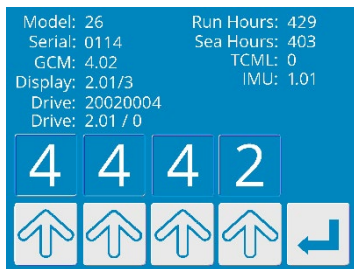 Model: 26 Run Hours: 429
Serial: 0114 Sea Hours: 403
GCM: 4.02 TCML: 0
Display: 2.01/3 IMU: 1.01
Drive: 20020004
Drive: 2.01 / 0
4 4 4 2